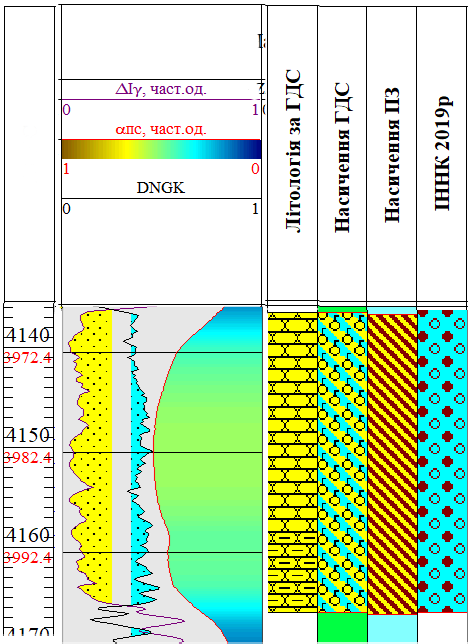 ΔIγ, част.од.
0 1
αпс, част.од.
1 0
DNGK
0 1
Літологія за ГДС
Насичення ГДС
Насичення ПЗ
ІННК 2019р
4140
3972.4
4150
3982.4
4160
3992.4
4170